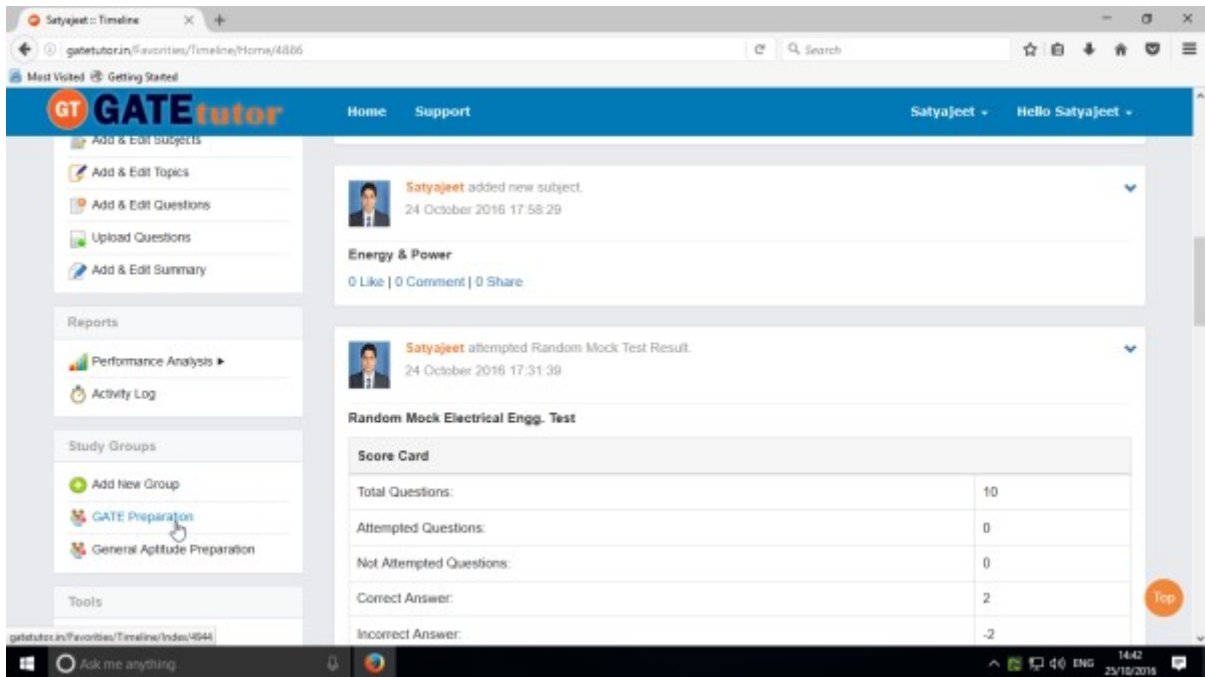 Satyajeet :: Timeline
gatetutor.in/Favorities/Timeline/Home/4886
Search
Most Visited
Getting Started
GT GATEtutor
Home
Support
Satyajeet
Hello Satyajeet
Add & Edit Subjects
Add & Edit Topics
Add & Edit Questions
Upload Questions
Add & Edit Summary
Reports
Performance Analysis
Activity Log
Study Groups
Add New Group
GATE Preparation
General Aptitude Preparation
Tools
gatetutor.in/Favorities/Timeline/Index/4944
Satyajeet added new subject.
24 October 2016 17:58:29
Energy & Power
0 Like | 0 Comment | 0 Share
Satyajeet attempted Random Mock Test Result.
24 October 2016 17:31:39
Random Mock Electrical Engg. Test
Score Card
Total Questions: 10
Attempted Questions: 0
Not Attempted Questions: 0
Correct Answer: 2
Incorrect Answer: -2
Top
Ask me anything
ENG
14:42
25/10/2016